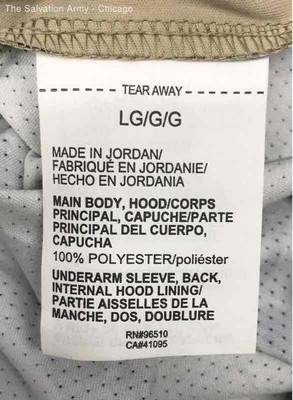 The Salvation Army - Chicago
TEAR AWAY
LG/G/G
MADE IN JORDAN/
FABRIQUÉ EN JORDANIE/
HECHO EN JORDANIA
MAIN BODY, HOOD/CORPS
PRINCIPAL, CAPUCHE/PARTE
PRINCIPAL DEL CUERPO,
CAPUCHA
100% POLYESTER/poliéster
UNDERARM SLEEVE, BACK,
INTERNAL HOOD LINING/
PARTIE AISSELLES DE LA
MANCHE, DOS, DOUBLURE
RN#96510
CA#41095